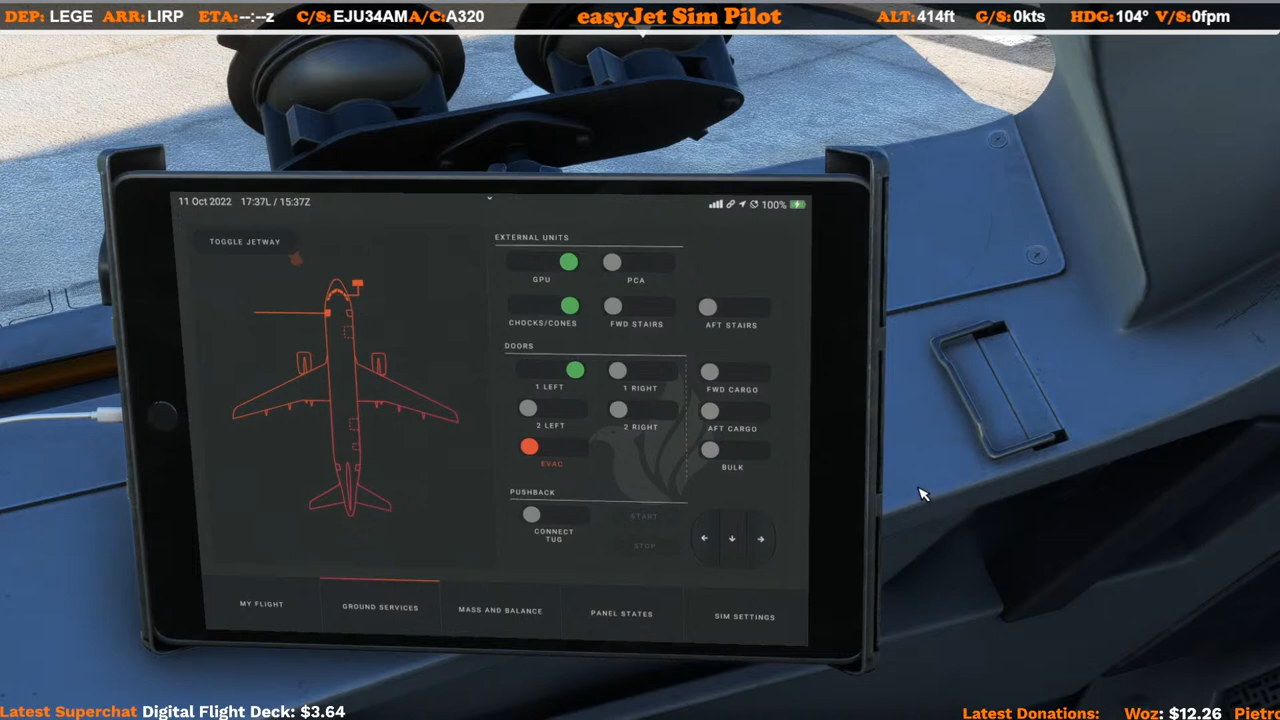 DEP: LEGE ARR: LIRP ETA: --:--z C/S: EJU34AM A/C: A320 easyJet Sim Pilot ALT: 414ft G/S: 0kts HDG: 104° V/S: 0fpm
11 Oct 2022 17:37L / 15:37Z 100%
TOGGLE JETWAY
EXTERNAL UNITS
GPU PCA
CHOCKS/CONES FWD STAIRS AFT STAIRS
DOORS
1 LEFT 1 RIGHT FWD CARGO
2 LEFT 2 RIGHT AFT CARGO
EVAC BULK
PUSHBACK
START
CONNECT
TUG
STOP
MY FLIGHT GROUND SERVICES MASS AND BALANCE PANEL STATES SIM SETTINGS
Latest Superchat Digital Flight Deck: $3.64 Latest Donations: Woz: $12.26 Pietro